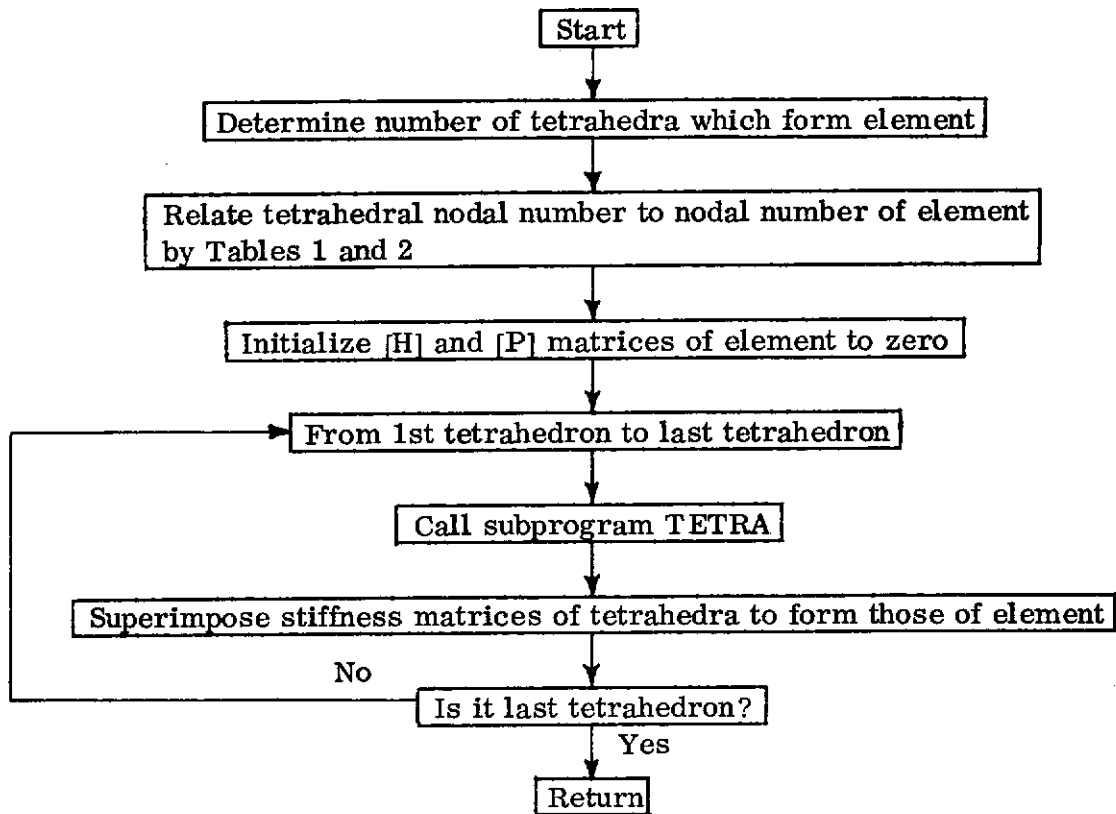 Start
Determine number of tetrahedra which form element
Relate tetrahedral nodal number to nodal number of element
by Tables 1 and 2
Initialize [H] and [P] matrices of element to zero
From 1st tetrahedron to last tetrahedron
Call subprogram TETRA
Superimpose stiffness matrices of tetrahedra to form those of element
No
Is it last tetrahedron?
Yes
Return